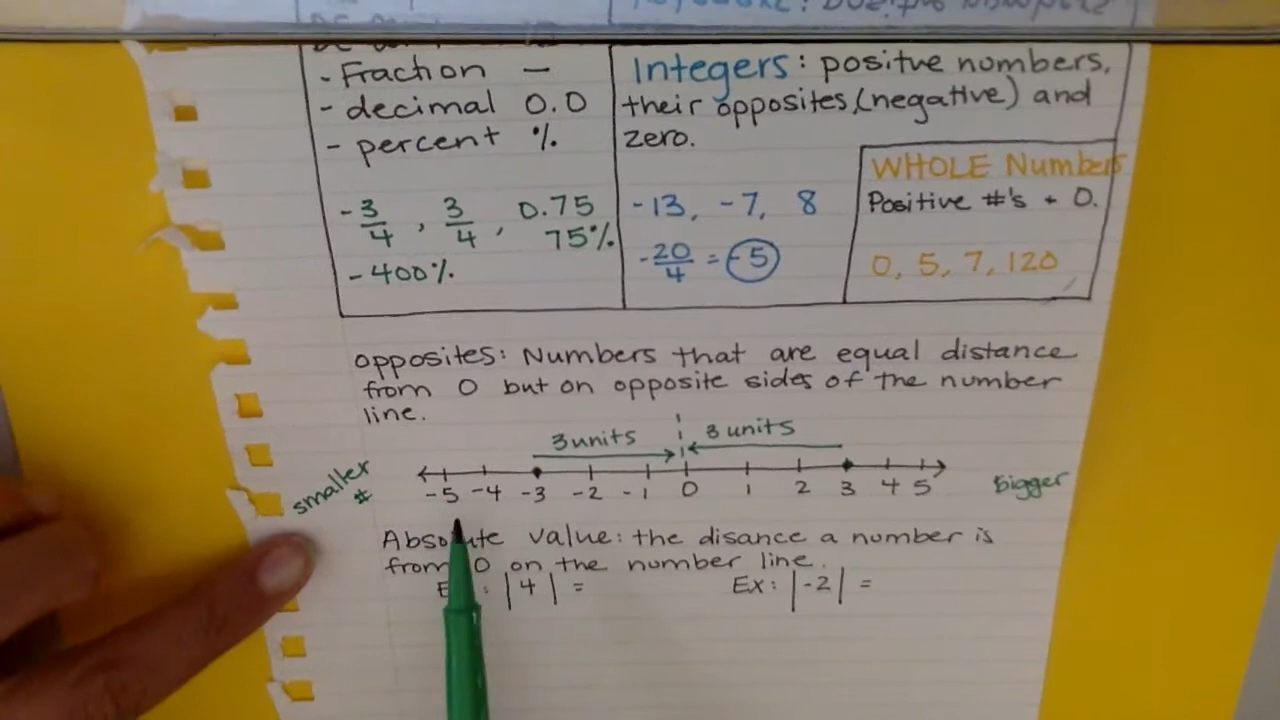 - Fraction —
- decimal 0.0
- percent %
-3/4, 3/4, 0.75
75%
-400%
Integers: positve numbers,
their opposites, (negative) and
zero.
-13, -7, 8
-20/4 = -5
WHOLE Numbers
Positive #'s + 0.
0, 5, 7, 120
opposites: Numbers that are equal distance
from 0 but on opposite sides of the number
line.
3 units 3 units
smaller
#
-5 -4 -3 -2 -1 0 1 2 3 4 5
bigger
Absolute value: the disance a number is
from 0 on the number line.
|4| = Ex: |-2| =